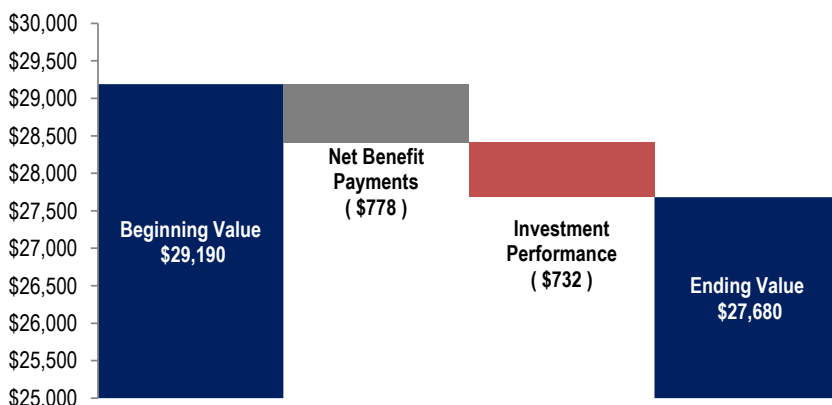 $30,000
$29,500
$29,000
$28,500
$28,000
$27,500
$27,000
$26,500
$26,000
$25,500
$25,000
Beginning Value
$29,190
Net Benefit
Payments
( $778 )
Investment
Performance
( $732 )
Ending Value
$27,680